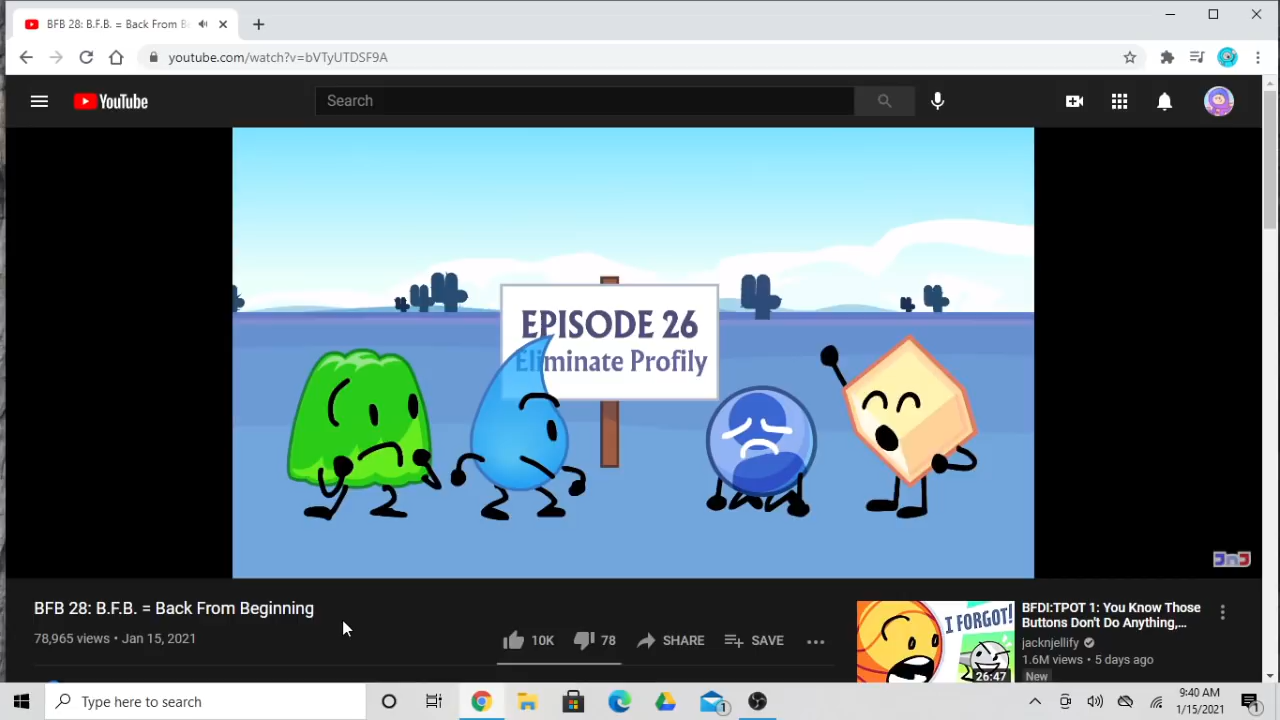 BFB 28: B.F.B. = Back From B
youtube.com/watch?v=bVTyUTDSF9A
YouTube
Search
EPISODE 26
Eliminate Profily
BFB 28: B.F.B. = Back From Beginning
78,965 views • Jan 15, 2021
10K
78
SHARE
SAVE
I FORGOT!
26:47
BFDI:TPOT 1: You Know Those
Buttons Don't Do Anything,...
jacknjellify
1.6M views • 5 days ago
New
Type here to search
1
9:40 AM
1/15/2021
1